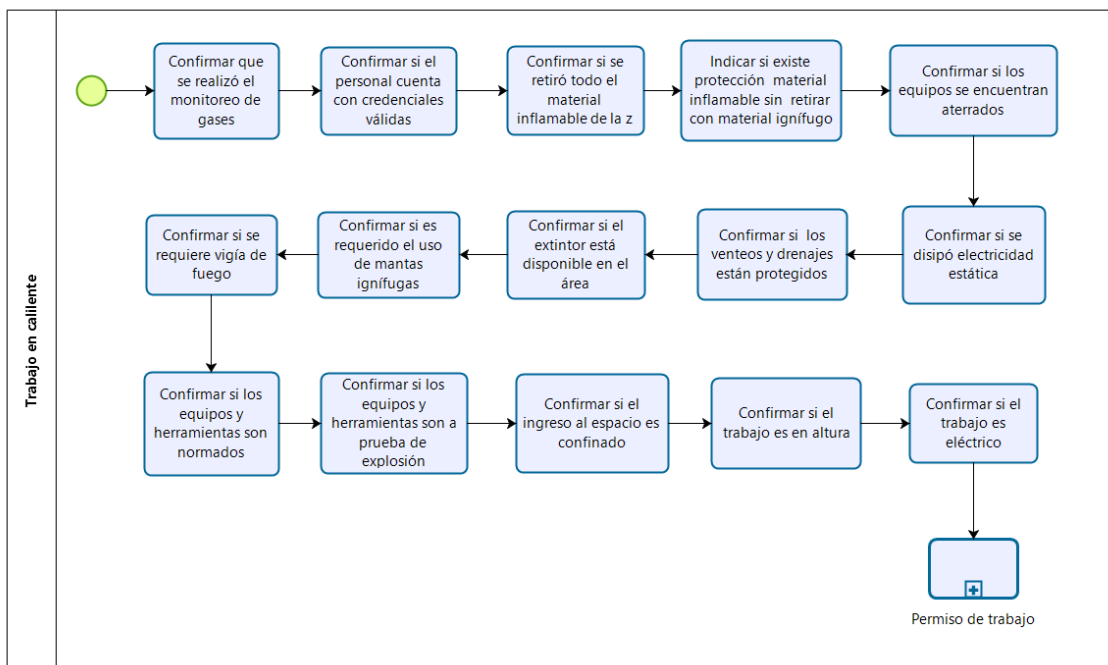 Trabajo en calilente
Confirmar que
se realizó el
monitoreo de
gases
Confirmar si el
personal cuenta
con credenciales
válidas
Confirmar si se
retiró todo el
material
inflamable de la z
Indicar si existe
protección material
inflamable sin retirar
con material ignífugo
Confirmar si los
equipos se encuentran
aterrados
Confirmar si se
disipó electricidad
estática
Confirmar si los
venteos y drenajes
están protegidos
Confirmar si el
extintor está
disponible en el
área
Confirmar si es
requerido el uso
de mantas
ignífugas
Confirmar si se
requiere vigía de
fuego
Confirmar si los
equipos y
herramientas son
normados
Confirmar si los
equipos y
herramientas son a
prueba de
explosión
Confirmar si el
ingreso al espacio es
confinado
Confirmar si el
trabajo es en altura
Confirmar si el
trabajo es
eléctrico
Permiso de trabajo